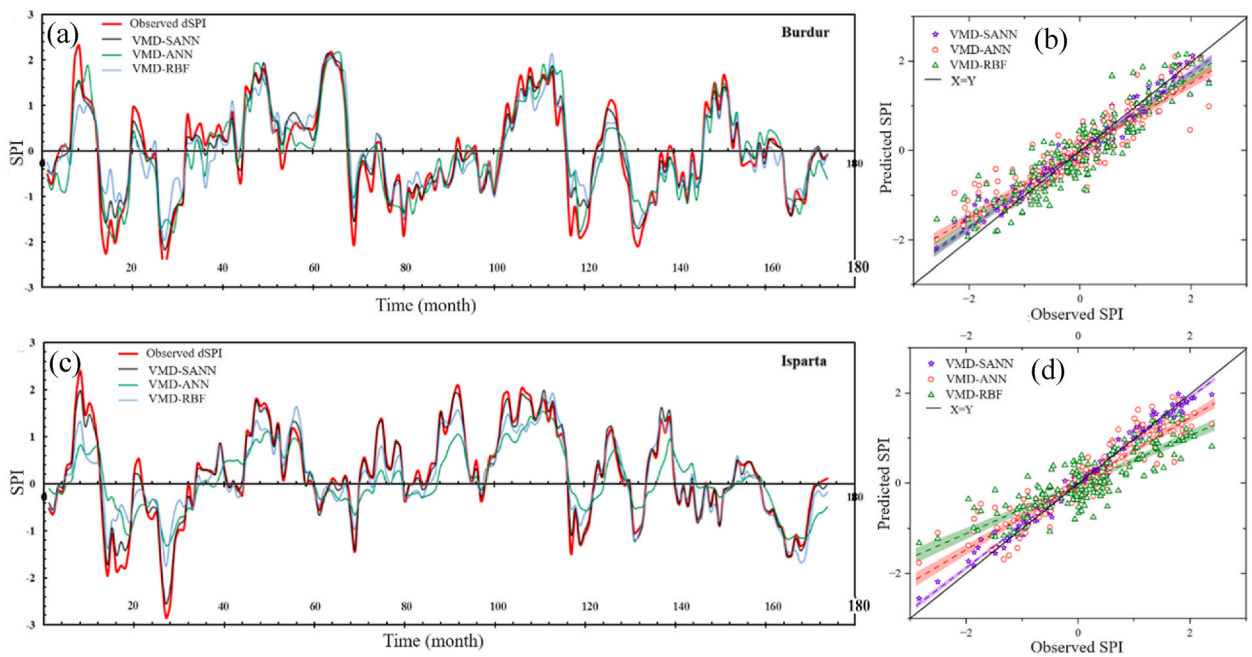 (a)
Observed dSPI
VMD-SANN
VMD-ANN
VMD-RBF
Burdur
3
2
1
0
-1
-2
-3
SPI
0
20
40
60
80
100
120
140
160
180
180
Time (month)
(b)
VMD-SANN
VMD-ANN
VMD-RBF
X=Y
Predicted SPI
2
0
−2
−2
0
2
Observed SPI
(c)
Observed dSPI
VMD-SANN
VMD-ANN
VMD-RBF
Isparta
3
2
1
0
-1
-2
-3
SPI
0
20
40
60
80
100
120
140
160
180
180
Time (month)
−2
0
2
(d)
VMD-SANN
VMD-ANN
VMD-RBF
X=Y
Predicted SPI
2
0
−2
−2
0
2
Observed SPI